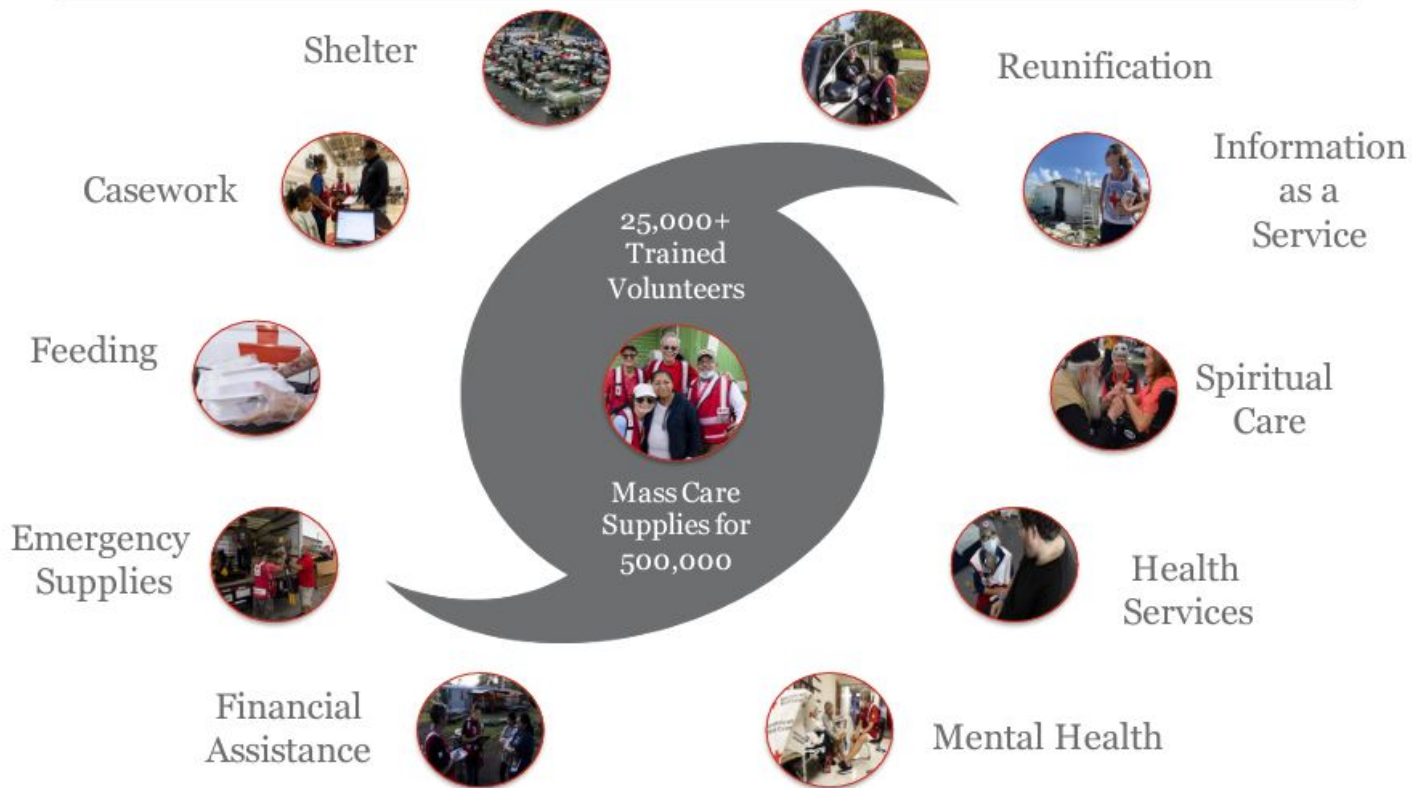 Shelter
Reunification
Casework
Information
as a
Service
25,000+
Trained
Volunteers
Feeding
Spiritual
Care
Mass Care
Supplies for
500,000
Emergency
Supplies
Health
Services
Financial
Assistance
Mental Health